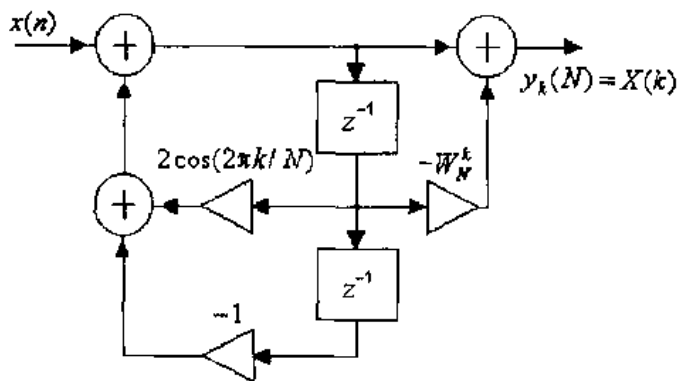 x(n)
+
+
y_k(N) = X(k)
z^{-1}
2cos(2πk/N)
-W_N^k
+
z^{-1}
-1